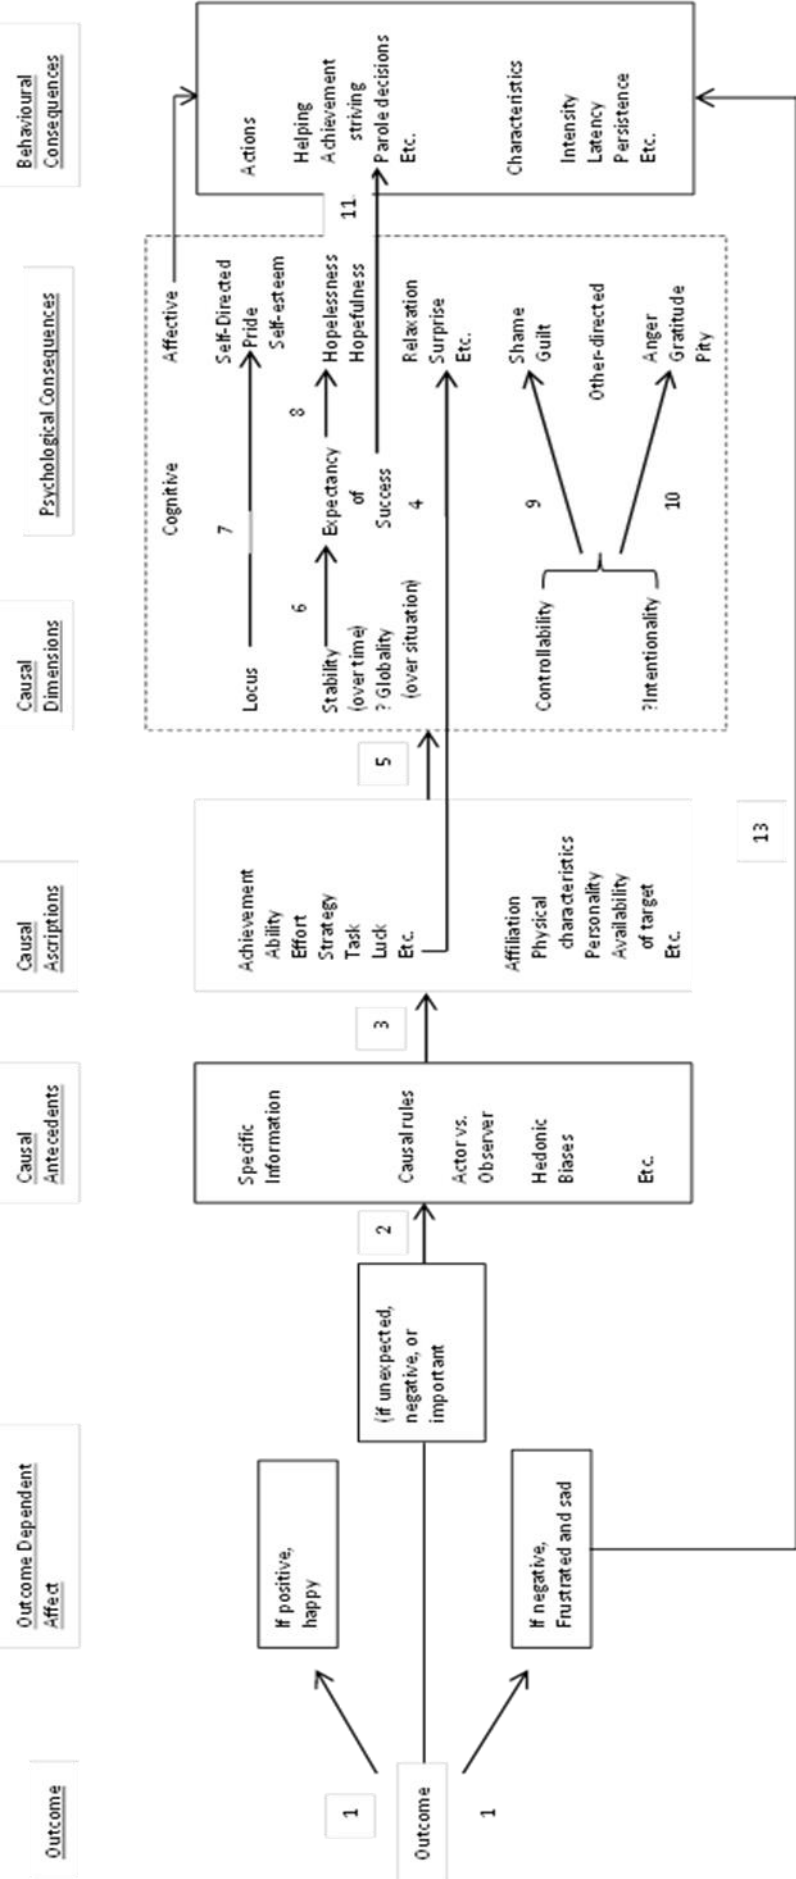 Outcome
Outcome Dependent
Affect
Causal
Antecedents
Causal
Ascriptions
Causal
Dimensions
Psychological Consequences
Behavioural
Consequences
1
Outcome
1
If positive,
happy
(if unexpected,
negative, or
important
If negative,
Frustrated and sad
2
Specific
Information
Causal rules
Actor vs.
Observer
Hedonic
Biases
Etc.
3
Achievement
Ability
Effort
Strategy
Task
Luck
Etc.
Affiliation
Physical
characteristics
Personality
Availability
of target
Etc.
5
Locus
Stability
(over time)
? Globality
(over situation)
Controllability
?Intentionality
Cognitive
7
6
Expectancy
of
Success
8
4
9
10
Affective
Self-Directed
Pride
Self-esteem
Hopelessness
Hopefulness
Relaxation
Surprise
Etc.
Shame
Guilt
Other-directed
Anger
Gratitude
Pity
11
Actions
Helping
Achievement
striving
Parole decisions
Etc.
Characteristics
Intensity
Latency
Persistence
Etc.
13